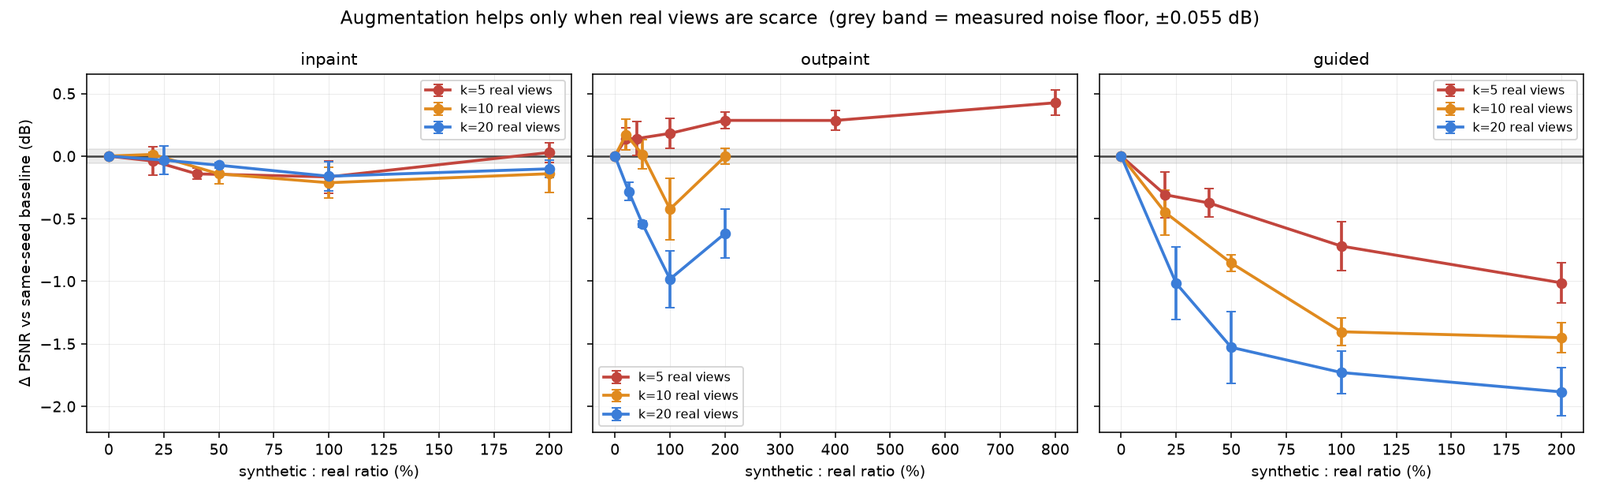 Augmentation helps only when real views are scarce  (grey band = measured noise floor, ±0.055 dB)
inpaint
outpaint
guided
Δ PSNR vs same-seed baseline (dB)
0.5
0.0
−0.5
−1.0
−1.5
−2.0
k=5 real views
k=10 real views
k=20 real views
0 25 50 75 100 125 150 175 200
synthetic : real ratio (%)
k=5 real views
k=10 real views
k=20 real views
0 100 200 300 400 500 600 700 800
synthetic : real ratio (%)
k=5 real views
k=10 real views
k=20 real views
0 25 50 75 100 125 150 175 200
synthetic : real ratio (%)